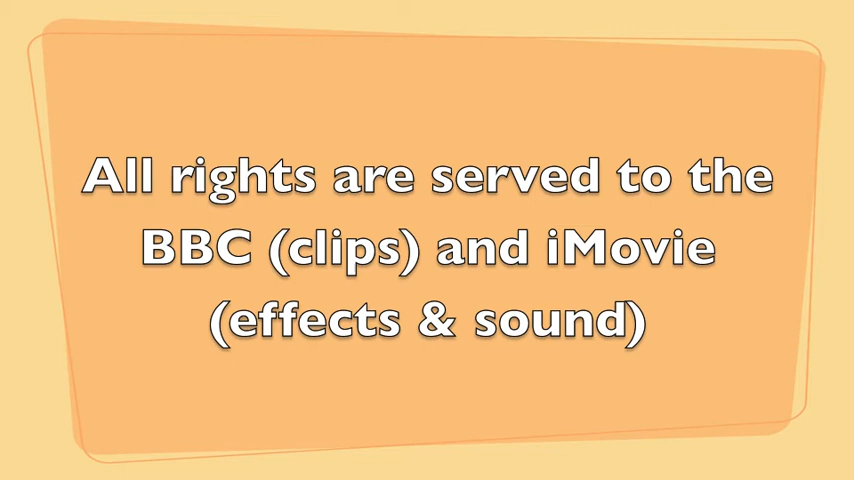 All rights are served to the
BBC (clips) and iMovie
(effects & sound)